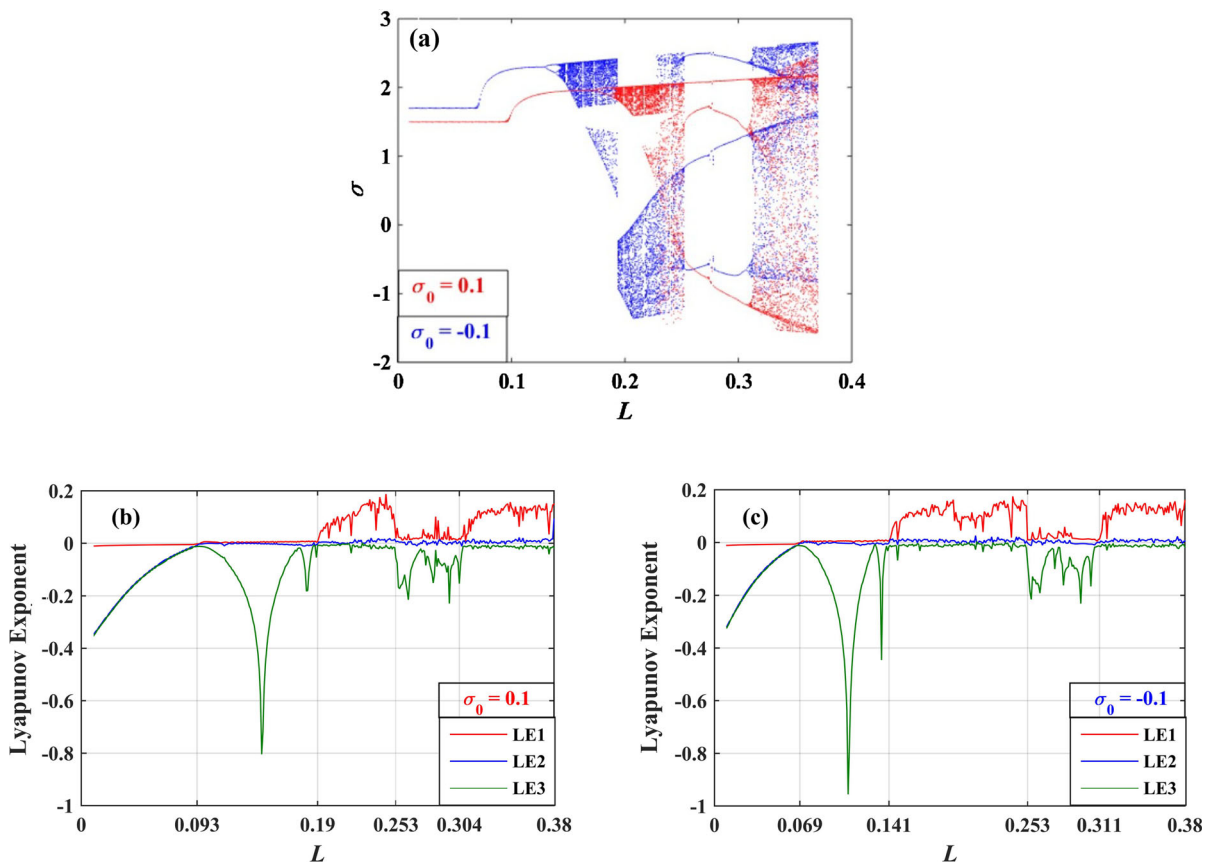 (a)
3
2
1
0
-1
-2
σ
σ0 = 0.1
σ0 = -0.1
0
0.1
0.2
0.3
0.4
L
(b)
0.2
0
-0.2
-0.4
-0.6
-0.8
-1
Lyapunov Exponent
σ0 = 0.1
LE1
LE2
LE3
0
0.093
0.19
0.253
0.304
0.38
L
(c)
0.2
0
-0.2
-0.4
-0.6
-0.8
-1
Lyapunov Exponent
σ0 = -0.1
LE1
LE2
LE3
0
0.069
0.141
0.253
0.311
0.38
L